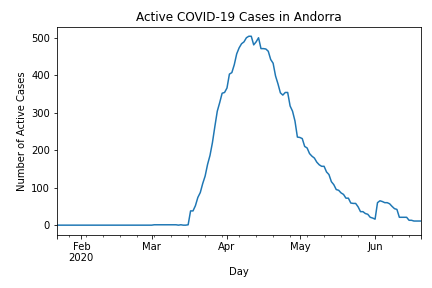 Active COVID-19 Cases in Andorra
Number of Active Cases
500
400
300
200
100
0
Feb
2020
Mar
Apr
May
Jun
Day